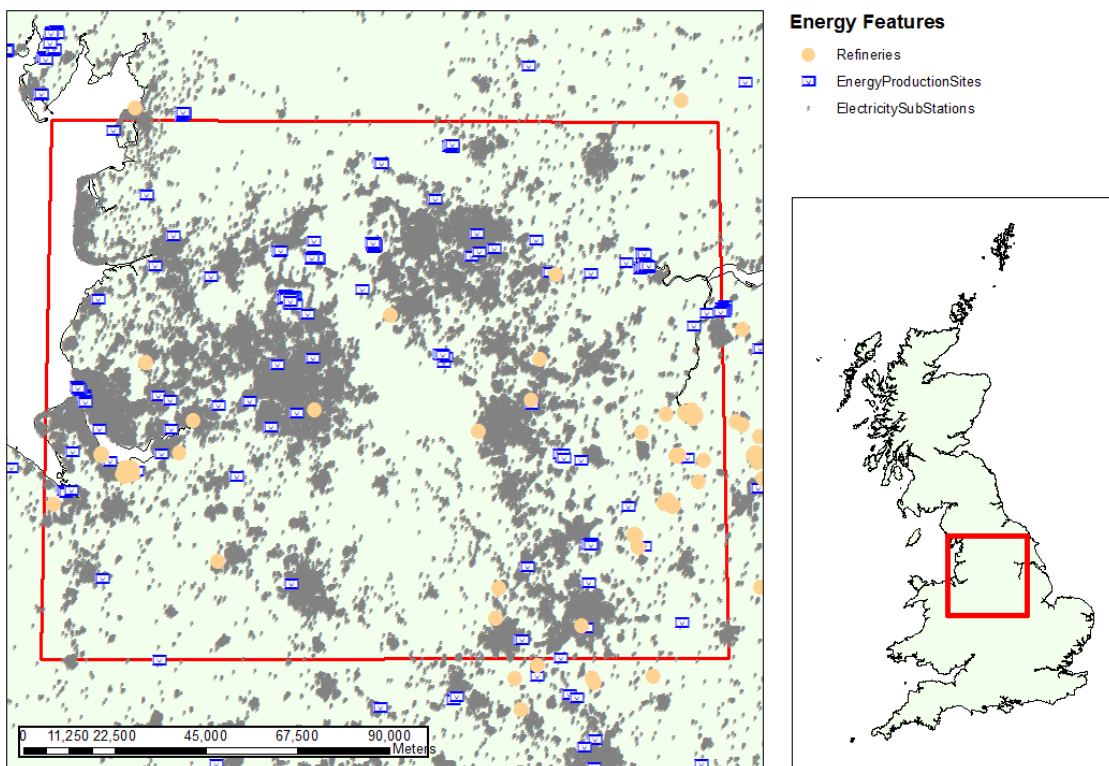 Energy Features
Refineries
EnergyProductionSites
ElectricitySubStations
0 11,250 22,500 45,000 67,500 90,000
Meters